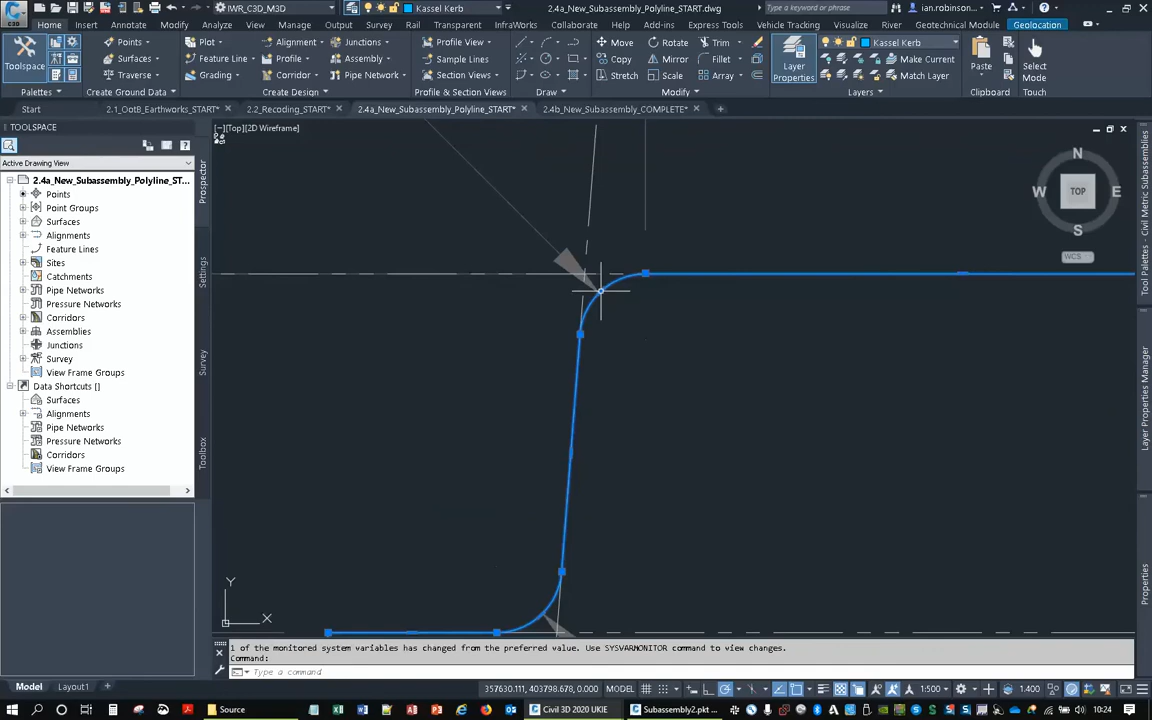 IWR_C3D_M3D
Kassel Kerb
2.4a_New_Subassembly_Polyline_START.dwg
Type a keyword or phrase
ian.robinson...
C3D
Home Insert Annotate Modify Analyze View Manage Output Survey Rail Transparent InfraWorks Collaborate Help Add-ins Express Tools Featured Apps Vehicle Tracking Visualize River Geotechnical Module Geolocation
Toolspace
Points
Surfaces
Traverse
Plot
Feature Line
Grading
Alignment
Profile
Corridor
Junctions
Assembly
Pipe Network
Profile View
Sample Lines
Section Views
Move
Copy
Stretch
Rotate
Mirror
Scale
Trim
Fillet
Array
Layer
Properties
Kassel Kerb
Make Current
Match Layer
Paste
Select
Mode
Palettes Create Ground Data Create Design Profile & Section Views Draw Modify Layers Clipboard Touch
Start 2.1_OotB_Earthworks_START* 2.2_Recoding_START* 2.4a_New_Subassembly_Polyline_START* 2.4b_New_Subassembly_COMPLETE*
TOOLSPACE
[−][Top][2D Wireframe]
Active Drawing View
2.4a_New_Subassembly_Polyline_ST...
Points
Point Groups
Surfaces
Alignments
Feature Lines
Sites
Catchments
Pipe Networks
Pressure Networks
Corridors
Assemblies
Junctions
Survey
View Frame Groups
Data Shortcuts []
Surfaces
Alignments
Pipe Networks
Pressure Networks
Corridors
View Frame Groups
Prospector
Settings
Survey
Toolbox
N
W
TOP
E
S
WCS
Tool Palettes - Civil Metric Subassemblies
Layer Properties Manager
Properties
Y
X
1 of the monitored system variables has changed from the preferred value. Use SYSVARMONITOR command to view changes.
Command:
Type a command
Model Layout1 +
357630.111, 403798.678, 0.000 MODEL 1:500 1.400
Source
Civil 3D 2020 UKIE
Subassembly2.pkt ...
10:24